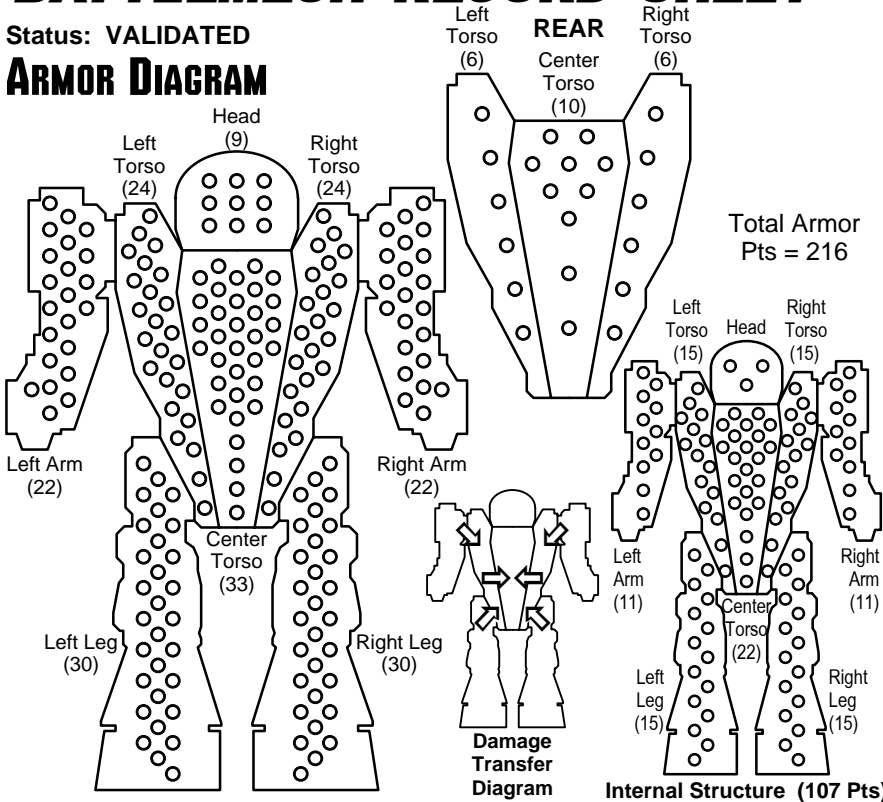 BATTLEMECH RECORD SHEET
Status: VALIDATED
ARMOR DIAGRAM
Head
(9)
Left
Torso
(24)
Right
Torso
(24)
Left Arm
(22)
Right Arm
(22)
Center
Torso
(33)
Left Leg
(30)
Right Leg
(30)
REAR
Left
Torso
(6)
Center
Torso
(10)
Right
Torso
(6)
Total Armor
Pts = 216
Damage
Transfer
Diagram
Left
Torso
(15)
Head
Right
Torso
(15)
Left
Arm
(11)
Right
Arm
(11)
Center
Torso
(22)
Left
Leg
(15)
Right
Leg
(15)
Internal Structure (107 Pts)